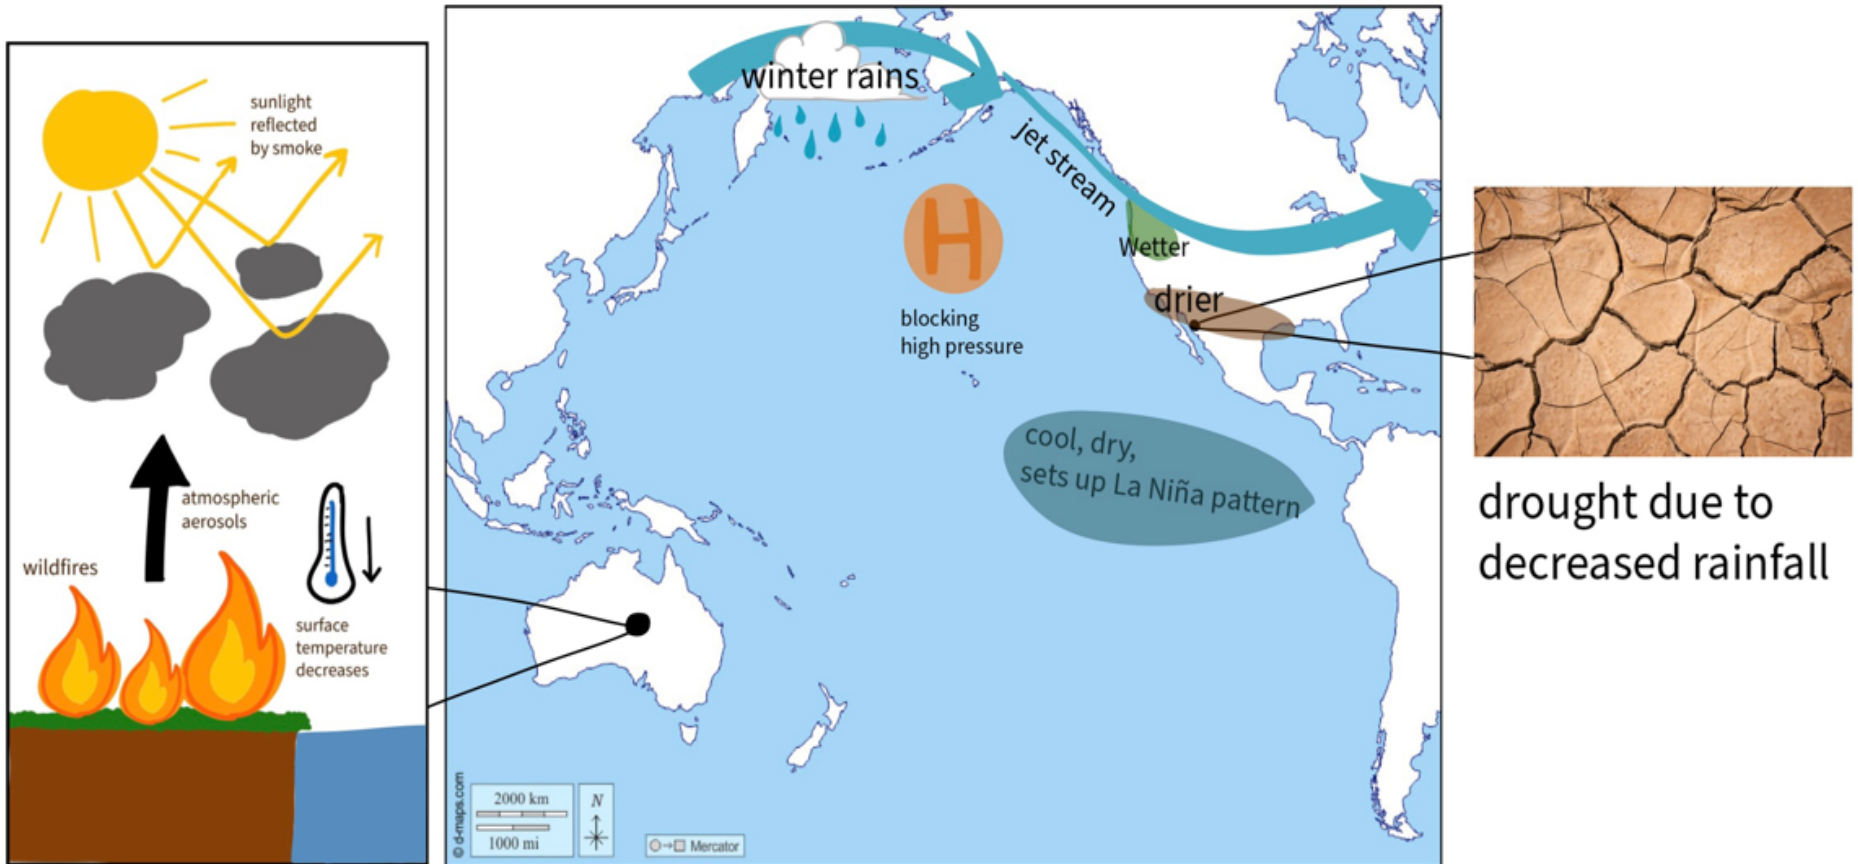 sunlight
reflected
by smoke
atmospheric
aerosols
wildfires
surface
temperature
decreases
winter rains
jet stream
H
blocking
high pressure
Wetter
drier
cool, dry,
sets up La Niña pattern
© d-maps.com
2000 km
1000 mi
N
Mercator
drought due to
decreased rainfall